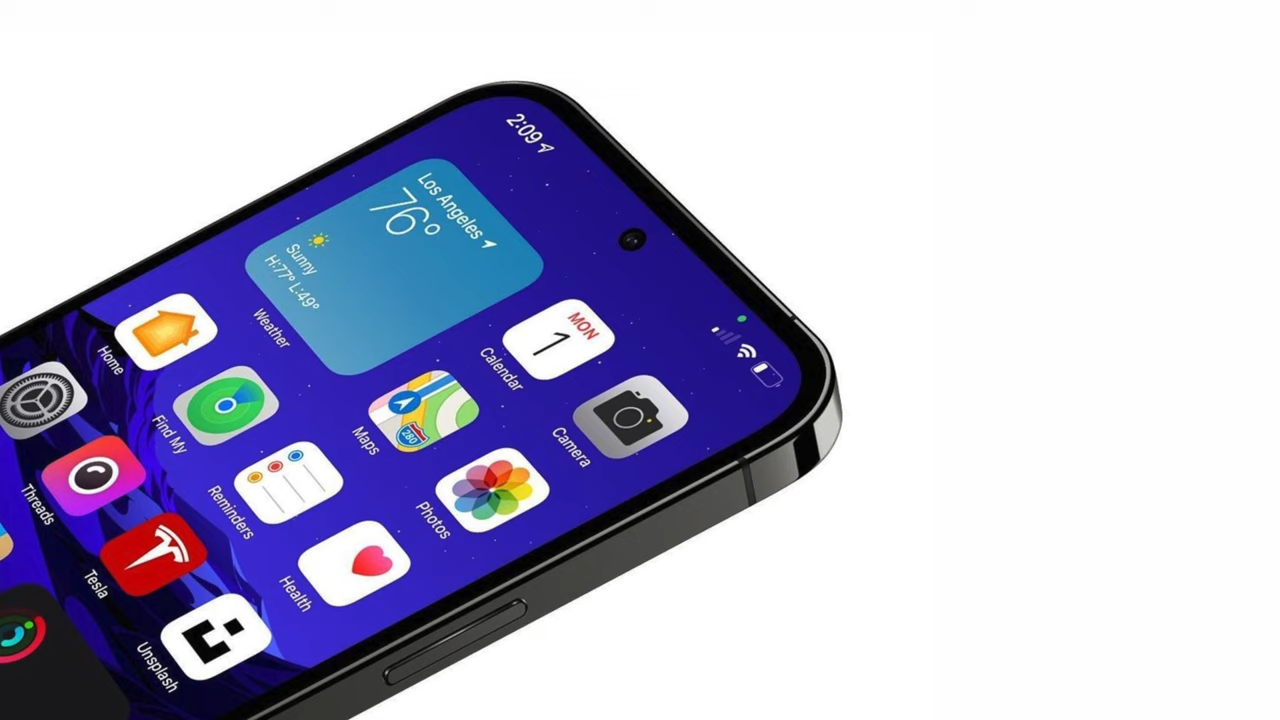 2:09
Los Angeles
76°
Sunny
H:77° L:49°
Weather
MON
1
Calendar
Camera
280
Maps
Photos
Home
Find My
Reminders
Health
Threads
Tesla
Unsplash